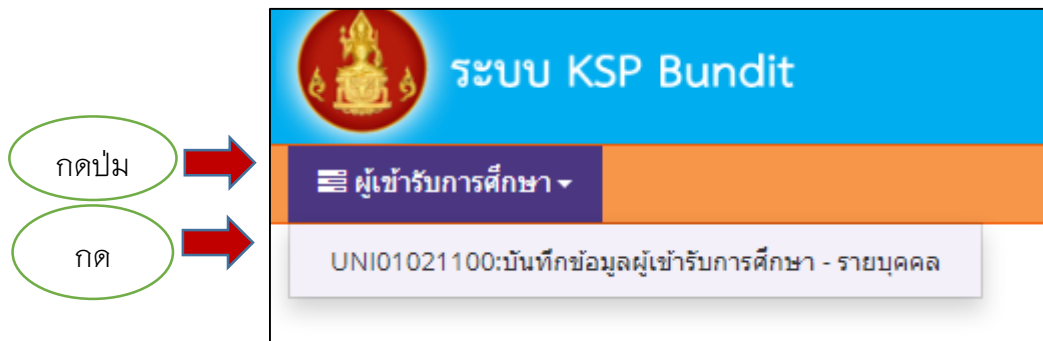 ระบบ KSP Bundit
กดปุ่ม
ผู้เข้ารับการศึกษา
กด
UNI01021100:บันทึกข้อมูลผู้เข้ารับการศึกษา - รายบุคคล